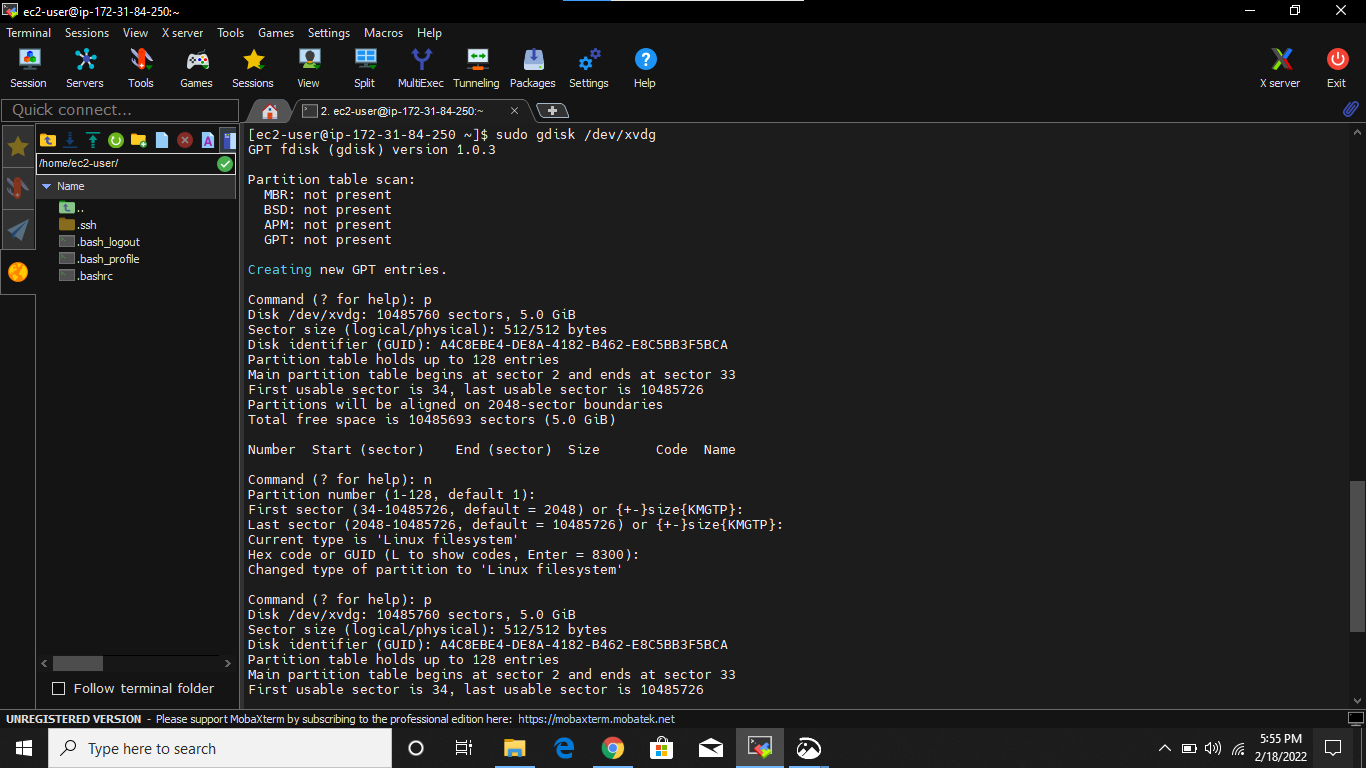 ec2-user@ip-172-31-84-250:~
Terminal Sessions View X server Tools Games Settings Macros Help
Session Servers Tools Games Sessions View Split MultiExec Tunneling Packages Settings Help X server Exit
Quick connect...
2. ec2-user@ip-172-31-84-250:~
/home/ec2-user/
Name
..
.ssh
.bash_logout
.bash_profile
.bashrc
Follow terminal folder
[ec2-user@ip-172-31-84-250 ~]$ sudo gdisk /dev/xvdg
GPT fdisk (gdisk) version 1.0.3
Partition table scan:
MBR: not present
BSD: not present
APM: not present
GPT: not present
Creating new GPT entries.
Command (? for help): p
Disk /dev/xvdg: 10485760 sectors, 5.0 GiB
Sector size (logical/physical): 512/512 bytes
Disk identifier (GUID): A4C8EBE4-DE8A-4182-B462-E8C5BB3F5BCA
Partition table holds up to 128 entries
Main partition table begins at sector 2 and ends at sector 33
First usable sector is 34, last usable sector is 10485726
Partitions will be aligned on 2048-sector boundaries
Total free space is 10485693 sectors (5.0 GiB)
Number  Start (sector)    End (sector)  Size       Code  Name
Command (? for help): n
Partition number (1-128, default 1):
First sector (34-10485726, default = 2048) or {+-}size{KMGTP}:
Last sector (2048-10485726, default = 10485726) or {+-}size{KMGTP}:
Current type is 'Linux filesystem'
Hex code or GUID (L to show codes, Enter = 8300):
Changed type of partition to 'Linux filesystem'
Command (? for help): p
Disk /dev/xvdg: 10485760 sectors, 5.0 GiB
Sector size (logical/physical): 512/512 bytes
Disk identifier (GUID): A4C8EBE4-DE8A-4182-B462-E8C5BB3F5BCA
Partition table holds up to 128 entries
Main partition table begins at sector 2 and ends at sector 33
First usable sector is 34, last usable sector is 10485726
UNREGISTERED VERSION - Please support MobaXterm by subscribing to the professional edition here: https://mobaxterm.mobatek.net
Type here to search
5:55 PM
2/18/2022